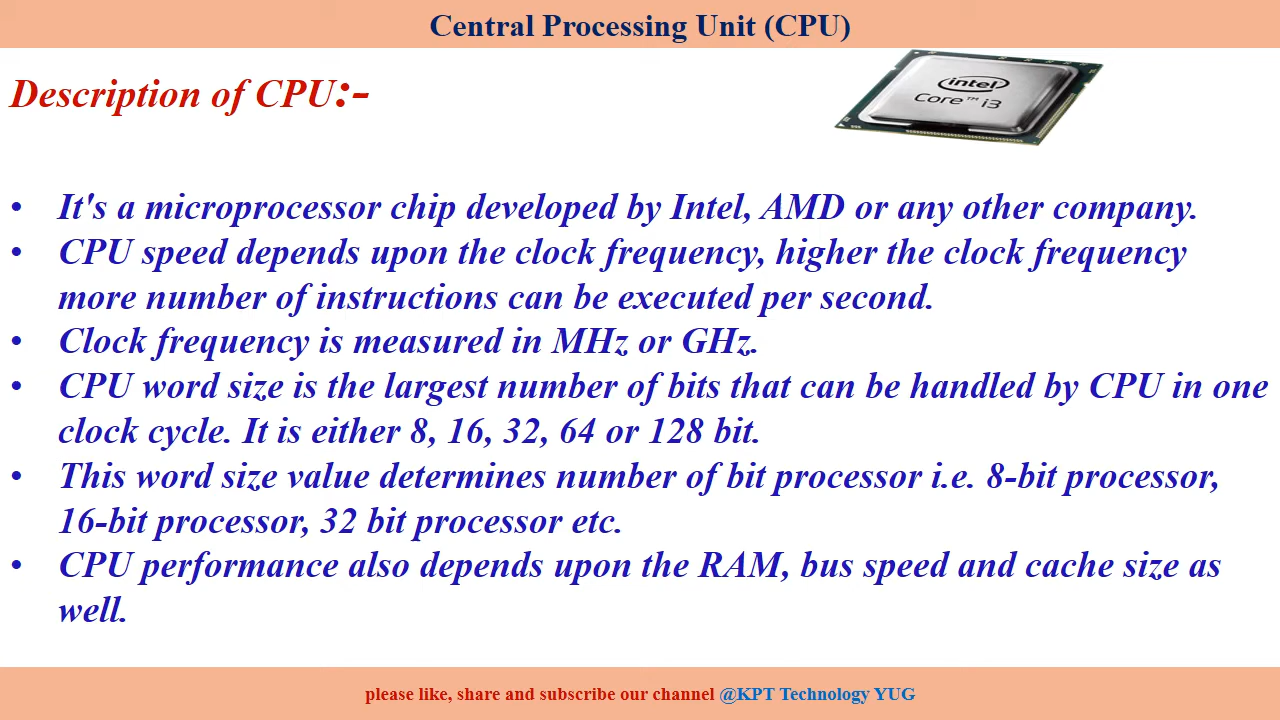 Central Processing Unit (CPU)
Description of CPU:-
intel
Core™ i3
• It's a microprocessor chip developed by Intel, AMD or any other company.
• CPU speed depends upon the clock frequency, higher the clock frequency
more number of instructions can be executed per second.
• Clock frequency is measured in MHz or GHz.
• CPU word size is the largest number of bits that can be handled by CPU in one
clock cycle. It is either 8, 16, 32, 64 or 128 bit.
• This word size value determines number of bit processor i.e. 8-bit processor,
16-bit processor, 32 bit processor etc.
• CPU performance also depends upon the RAM, bus speed and cache size as
well.
please like, share and subscribe our channel @KPT Technology YUG